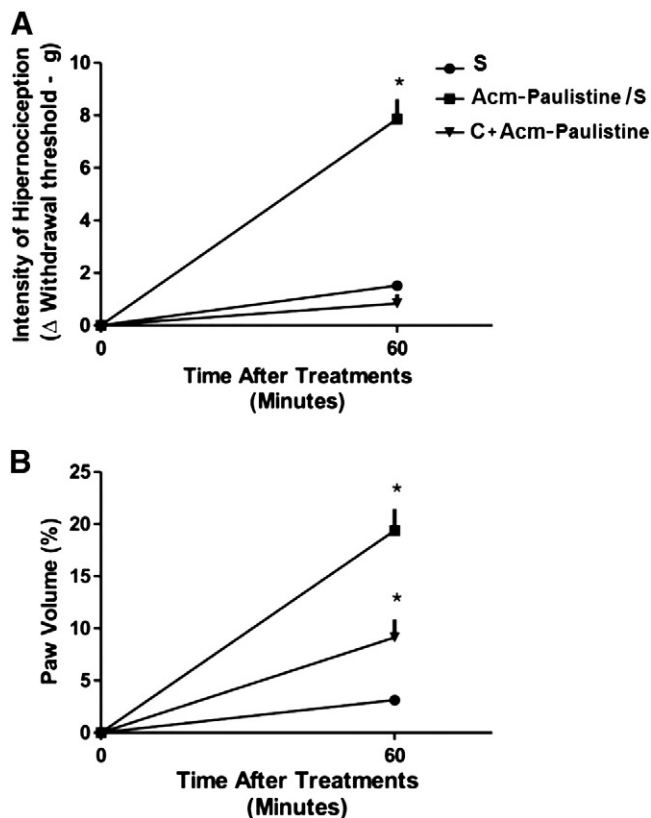 A
Intensity of Hipernociception
(Δ Withdrawal threshold - g)
10
8
6
4
2
0
*
S
Acm-Paulistine/S
C+Acm-Paulistine
0
60
Time After Treatments
(Minutes)
B
Paw Volume (%)
25
20
15
10
5
0
*
*
0
60
Time After Treatments
(Minutes)